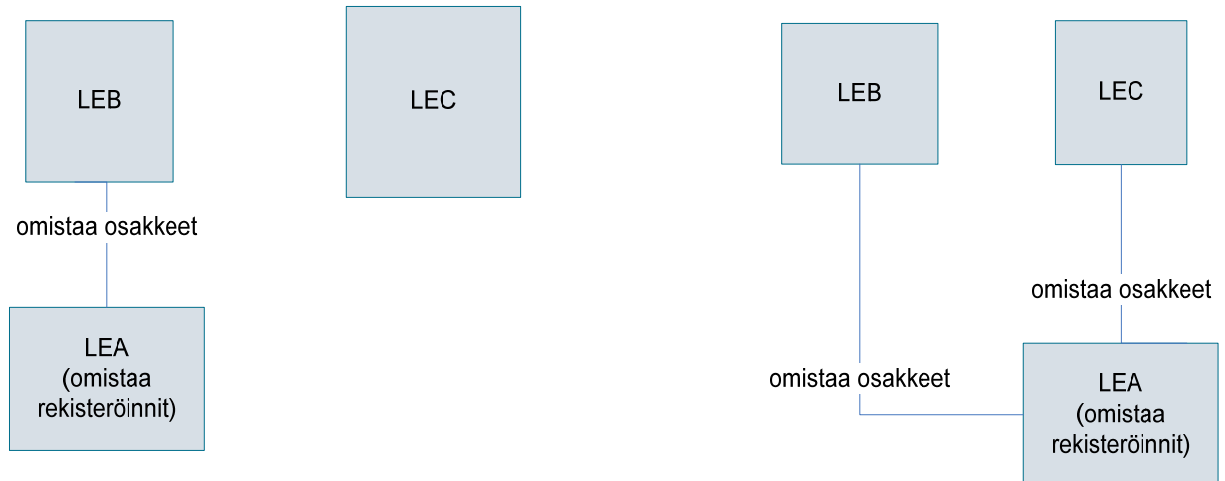 LEB
LEC
omistaa osakkeet
LEA
(omistaa
rekisteröinnit)
LEB
LEC
omistaa osakkeet
omistaa osakkeet
LEA
(omistaa
rekisteröinnit)